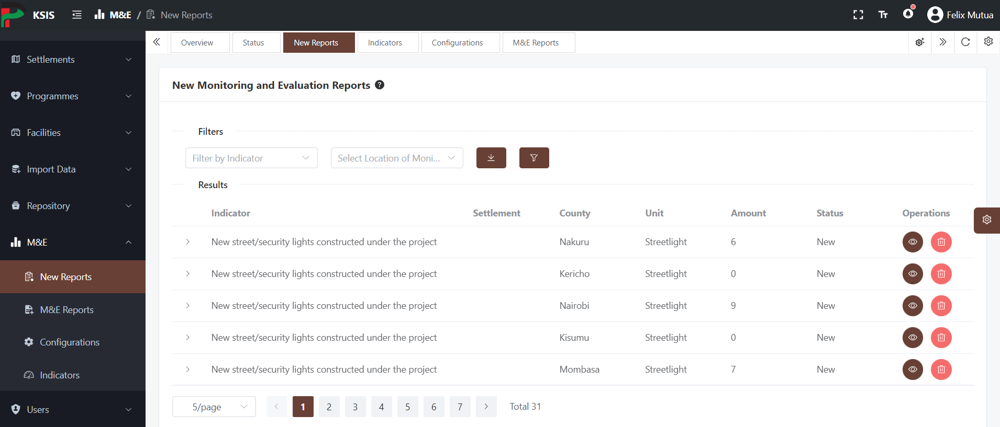 KSIS M&E / New Reports Felix Mutua
Overview Status New Reports Indicators Configurations M&E Reports
Settlements
Programmes
Facilities
Import Data
Repository
M&E
New Reports
M&E Reports
Configurations
Indicators
Users
New Monitoring and Evaluation Reports ?
Filters
Filter by Indicator Select Location of Moni...
Results
Indicator Settlement County Unit Amount Status Operations
New street/security lights constructed under the project Nakuru Streetlight 6 New
New street/security lights constructed under the project Kericho Streetlight 0 New
New street/security lights constructed under the project Nairobi Streetlight 9 New
New street/security lights constructed under the project Kisumu Streetlight 0 New
New street/security lights constructed under the project Mombasa Streetlight 7 New
5/page 1 2 3 4 5 6 7 Total 31